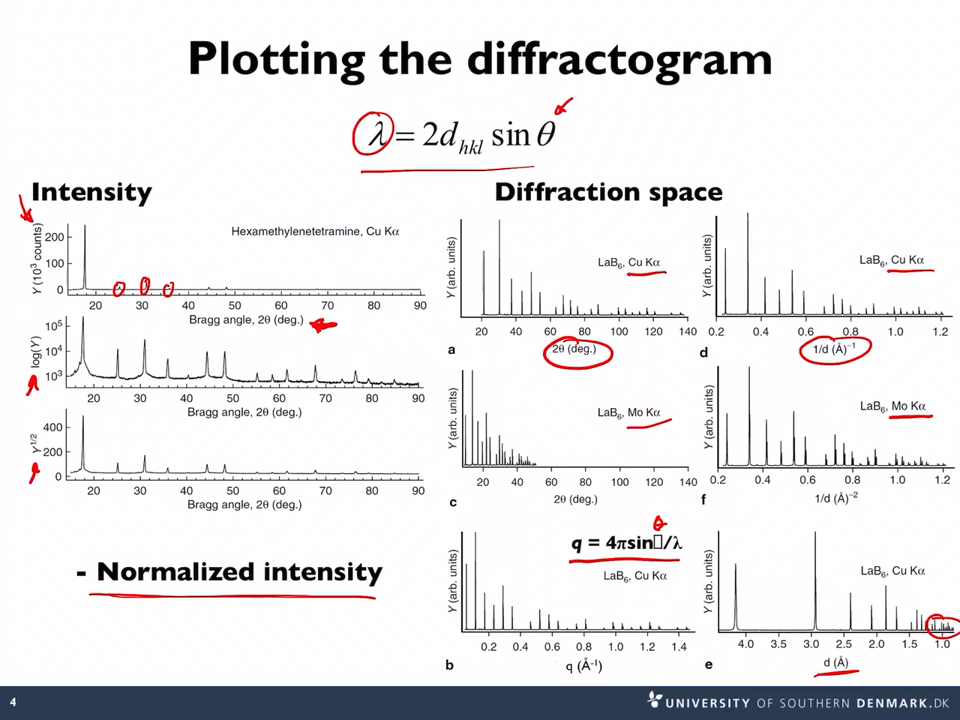 Plotting the diffractogram
λ = 2d hkl sin θ
Intensity
Diffraction space
Hexamethylenetetramine, Cu Kα
Y (10³ counts)
200
100
0
20 30 40 50 60 70 80 90
Bragg angle, 2θ (deg.)
log(Y)
10⁵
10⁴
10³
20 30 40 50 60 70 80 90
Bragg angle, 2θ (deg.)
Y¹/²
400
200
0
20 30 40 50 60 70 80 90
Bragg angle, 2θ (deg.)
- Normalized intensity
Y (arb. units)
LaB₆, Cu Kα
20 40 60 80 100 120 140
a
2θ (deg.)
Y (arb. units)
LaB₆, Cu Kα
0.2 0.4 0.6 0.8 1.0 1.2
d
1/d (Å)⁻¹
Y (arb. units)
LaB₆, Mo Kα
20 40 60 80 100 120 140
c
2θ (deg.)
Y (arb. units)
LaB₆, Mo Kα
0.2 0.4 0.6 0.8 1.0 1.2
f
1/d (Å)⁻²
θ
q = 4πsin□/λ
Y (arb. units)
LaB₆, Cu Kα
0.2 0.4 0.6 0.8 1.0 1.2 1.4
b
q (Å⁻¹)
Y (arb. units)
LaB₆, Cu Kα
4.0 3.5 3.0 2.5 2.0 1.5 1.0
e
d (Å)
4
UNIVERSITY OF SOUTHERN DENMARK.DK